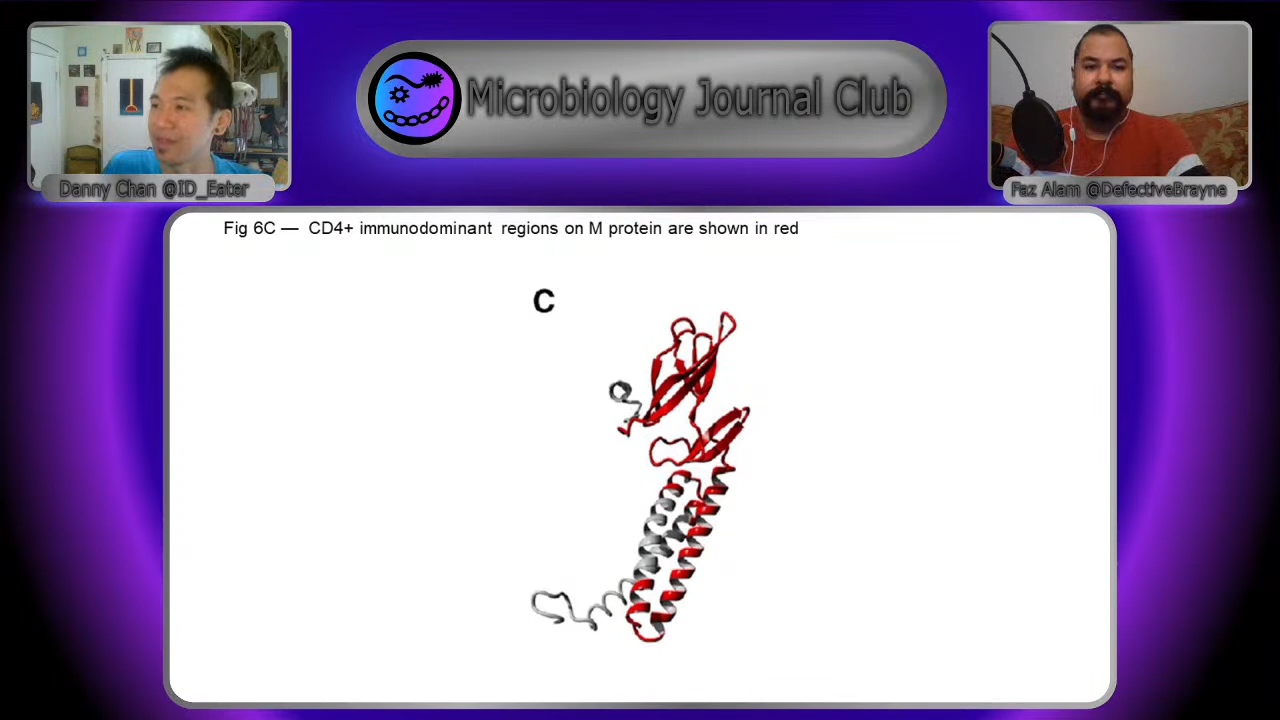 Microbiology Journal Club
Danny Chan @ID_Eater
Faz Alam @DefectiveBrayne
Fig 6C — CD4+ immunodominant regions on M protein are shown in red
C